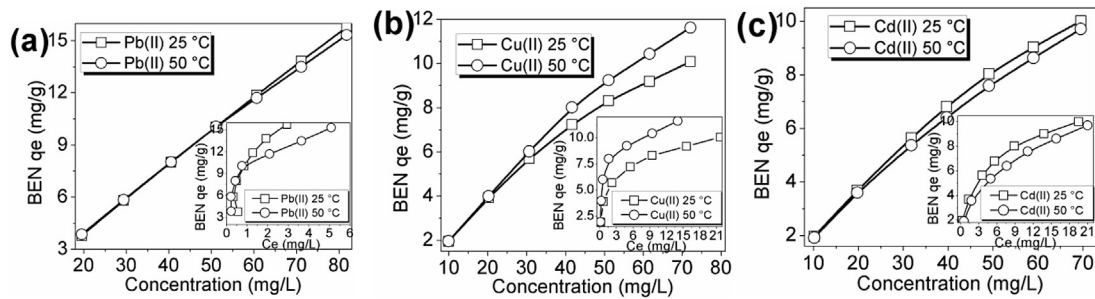 (a)
Pb(II) 25 °C
Pb(II) 50 °C
BEN qe (mg/g)
15
12
9
6
3
20 30 40 50 60 70 80
Concentration (mg/L)
BEN qe (mg/g)
15
13
11
9
7
5
3
Pb(II) 25 °C
Pb(II) 50 °C
0 1 2 3 4 5 6
Ce (mg/L)
(b)
Cu(II) 25 °C
Cu(II) 50 °C
BEN qe (mg/g)
12
10
8
6
4
2
10 20 30 40 50 60 70 80
Concentration (mg/L)
BEN qe (mg/g)
10.0
7.5
5.0
2.5
Cu(II) 25 °C
Cu(II) 50 °C
0 3 6 9 12 15 18 21
Ce (mg/L)
(c)
Cd(II) 25 °C
Cd(II) 50 °C
BEN qe (mg/g)
10
8
6
4
2
10 20 30 40 50 60 70
Concentration (mg/L)
BEN qe (mg/g)
10
8
6
4
2
Cd(II) 25 °C
Cd(II) 50 °C
0 3 6 9 12 15 18 21
Ce (mg/L)